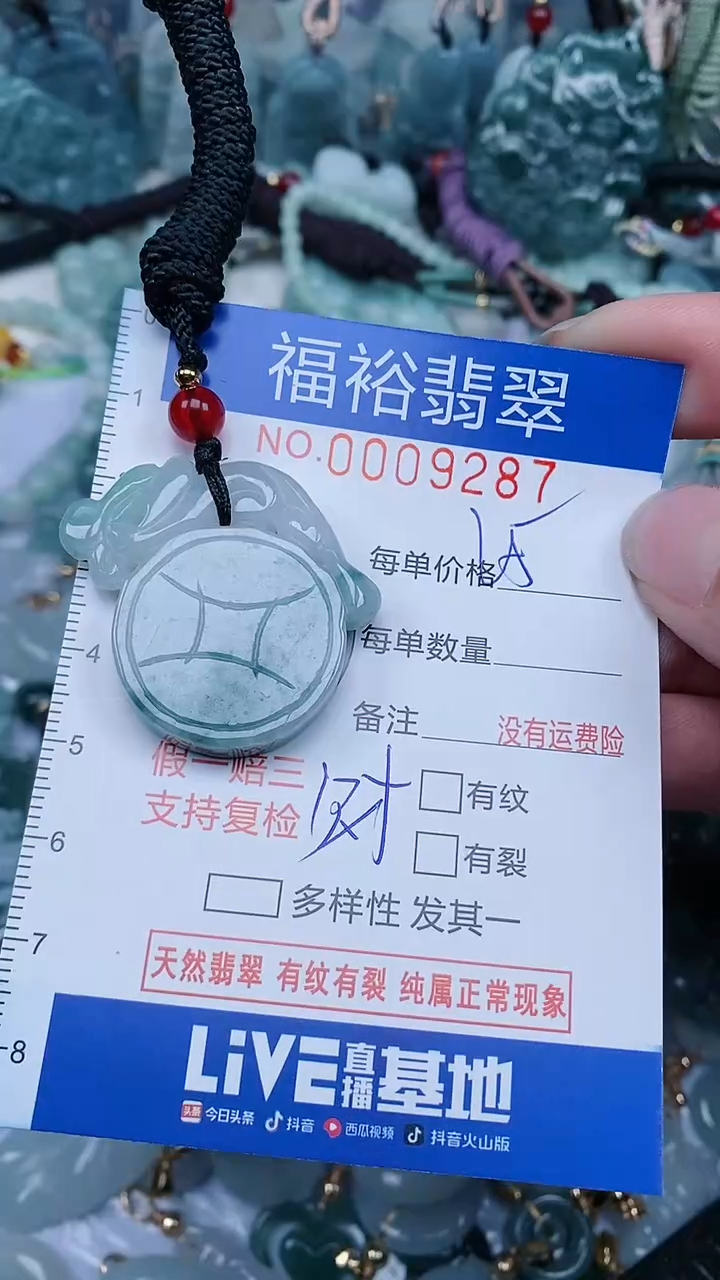 福裕翡翠
NO.0009287
每单价格15
每单数量
备注 没有运费险
假一赔三
支持复检
财
有纹
有裂
多样性 发其一
天然翡翠 有纹有裂 纯属正常现象
LiVE直播基地
头条 今日头条 抖音 西瓜视频 抖音火山版
0
1
4
5
6
7
8